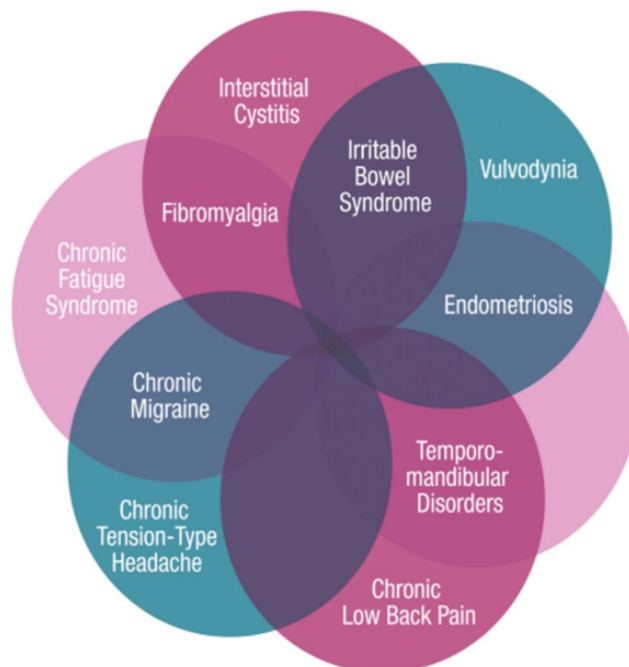 Interstitial
Cystitis
Irritable
Bowel
Syndrome
Vulvodynia
Fibromyalgia
Chronic
Fatigue
Syndrome
Endometriosis
Chronic
Migraine
Temporo-
mandibular
Disorders
Chronic
Tension-Type
Headache
Chronic
Low Back Pain